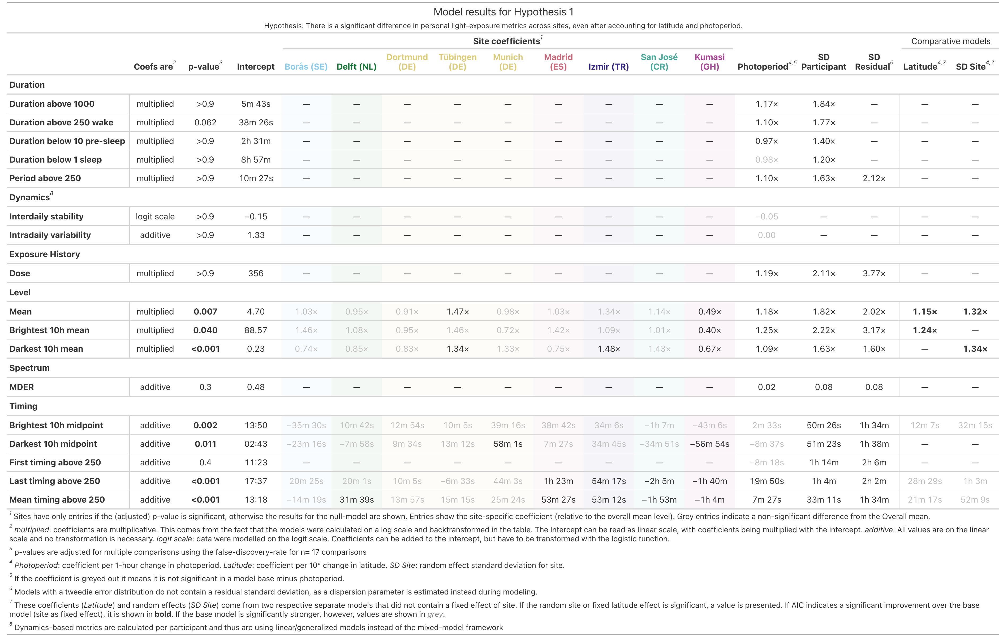 Model results for Hypothesis 1
Hypothesis: There is a significant difference in personal light-exposure metrics across sites, even after accounting for latitude and photoperiod.
Site coefficients1 Comparative models
Coefs are2 p-value3 Intercept Borås (SE) Delft (NL) Dortmund (DE) Tübingen (DE) Munich (DE) Madrid (ES) Izmir (TR) San José (CR) Kumasi (GH) Photoperiod4,5 SD Participant SD Residual6 Latitude4,7 SD Site4,7
Duration
Duration above 1000 multiplied >0.9 5m 43s — — — — — — — — — 1.17× 1.84× — — —
Duration above 250 wake multiplied 0.062 38m 26s — — — — — — — — — 1.10× 1.77× — — —
Duration below 10 pre-sleep multiplied >0.9 2h 31m — — — — — — — — — 0.97× 1.40× — — —
Duration below 1 sleep multiplied >0.9 8h 57m — — — — — — — — — 0.98× 1.20× — — —
Period above 250 multiplied >0.9 10m 27s — — — — — — — — — 1.10× 1.63× 2.12× — —
Dynamics8
Interdaily stability logit scale >0.9 −0.15 — — — — — — — — — −0.05 — — — —
Intradaily variability additive >0.9 1.33 — — — — — — — — — 0.00 — — — —
Exposure History
Dose multiplied >0.9 356 — — — — — — — — — 1.19× 2.11× 3.77× — —
Level
Mean multiplied 0.007 4.70 1.03× 0.95× 0.91× 1.47× 0.98× 1.03× 1.34× 1.14× 0.49× 1.18× 1.82× 2.02× 1.15× 1.32×
Brightest 10h mean multiplied 0.040 88.57 1.46× 1.08× 0.95× 1.46× 0.72× 1.42× 1.09× 1.01× 0.40× 1.25× 2.22× 3.17× 1.24× —
Darkest 10h mean multiplied <0.001 0.23 0.74× 0.85× 0.83× 1.34× 1.33× 0.75× 1.48× 1.43× 0.67× 1.09× 1.63× 1.60× — 1.34×
Spectrum
MDER additive 0.3 0.48 — — — — — — — — — 0.02 0.08 0.08 — —
Timing
Brightest 10h midpoint additive 0.002 13:50 −35m 30s 10m 42s 12m 54s 10m 5s 39m 16s 38m 42s 34m 6s −1h 7m −43m 6s 2m 33s 50m 26s 1h 34m 12m 7s 32m 15s
Darkest 10h midpoint additive 0.011 02:43 −23m 16s −7m 58s 9m 34s 13m 12s 58m 1s 7m 27s 34m 45s −34m 51s −56m 54s −8m 37s 51m 23s 1h 38m — —
First timing above 250 additive 0.4 11:23 — — — — — — — — — −8m 18s 1h 14m 2h 6m — —
Last timing above 250 additive <0.001 17:37 20m 25s 20m 1s 10m 5s −6m 33s 44m 3s 1h 23m 54m 17s −2h 5m −1h 40m 19m 50s 1h 4m 2h 2m 28m 29s 1h 3m
Mean timing above 250 additive <0.001 13:18 −14m 19s 31m 39s 13m 57s 15m 15s 25m 24s 53m 27s 53m 12s −1h 53m −1h 4m 7m 27s 33m 11s 1h 34m 21m 17s 52m 9s
1 Sites have only entries if the (adjusted) p-value is significant, otherwise the results for the null-model are shown. Entries show the site-specific coefficient (relative to the overall mean level). Grey entries indicate a non-significant difference from the Overall mean.
2 multiplied: coefficients are multiplicative. This comes from the fact that the models were calculated on a log scale and backtransformed in the table. The Intercept can be read as linear scale, with coefficients being multiplied with the intercept. additive: All values are on the linear
scale and no transformation is necessary. logit scale: data were modelled on the logit scale. Coefficients can be added to the intercept, but have to be transformed with the logistic function.
3 p-values are adjusted for multiple comparisons using the false-discovery-rate for n= 17 comparisons
4 Photoperiod: coefficient per 1-hour change in photoperiod. Latitude: coefficient per 10° change in latitude. SD Site: random effect standard deviation for site.
5 If the coefficient is greyed out it means it is not significant in a model base minus photoperiod.
6 Models with a tweedie error distribution do not contain a residual standard deviation, as a dispersion parameter is estimated instead during modeling.
7 These coefficients (Latitude) and random effects (SD Site) come from two respective separate models that did not contain a fixed effect of site. If the random site or fixed latitude effect is significant, a value is presented. If AIC indicates a significant improvement over the base
model (site as fixed effect), it is shown in bold. If the base model is significantly stronger, however, values are shown in grey.
8 Dynamics-based metrics are calculated per participant and thus are using linear/generalized models instead of the mixed-model framework